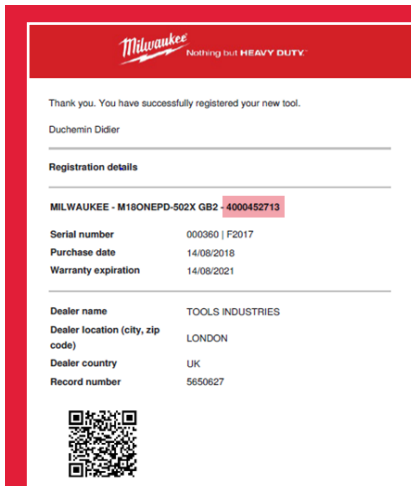 Milwaukee
Nothing but HEAVY DUTY.
Thank you. You have successfully registered your new tool.
Duchemin Didier
Registration details
MILWAUKEE - M18ONEPD-502X GB2 - 4000452713
Serial number 000360 | F2017
Purchase date 14/08/2018
Warranty expiration 14/08/2021
Dealer name TOOLS INDUSTRIES
Dealer location (city, zip
code) LONDON
Dealer country UK
Record number 5650627